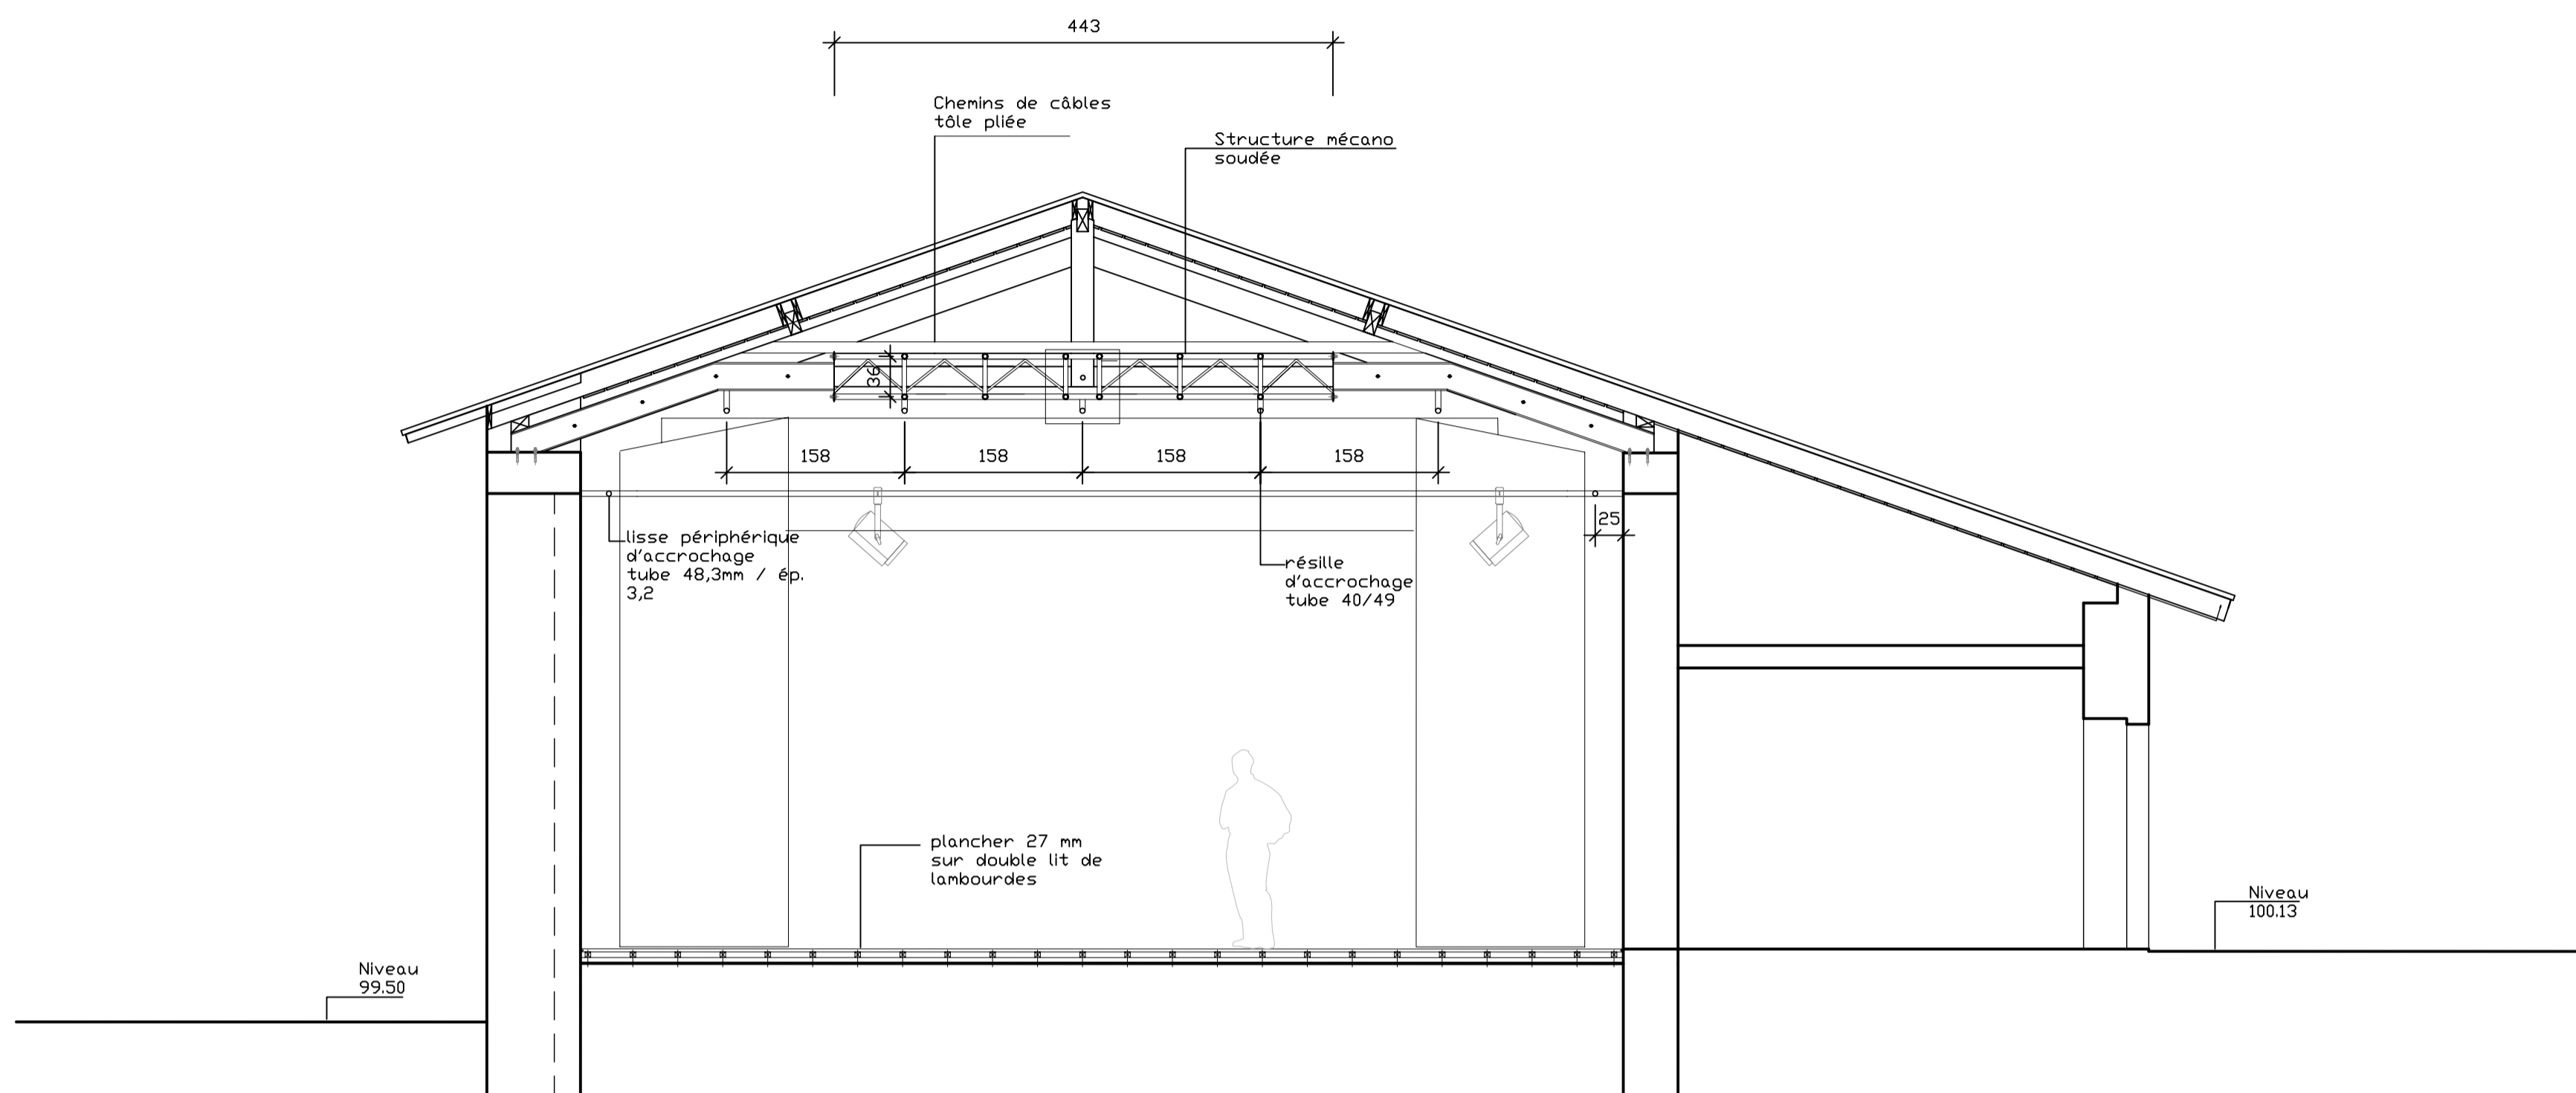 443
Chemins de câbles
tôle pliée
Structure mécano
soudée
36
158
158
158
158
25
lisse périphérique
d'accrochage
tube 48,3mm / ép.
3,2
résille
d'accrochage
tube 40/49
plancher 27 mm
sur double lit de
lambourdes
Niveau
100.13
Niveau
99.50